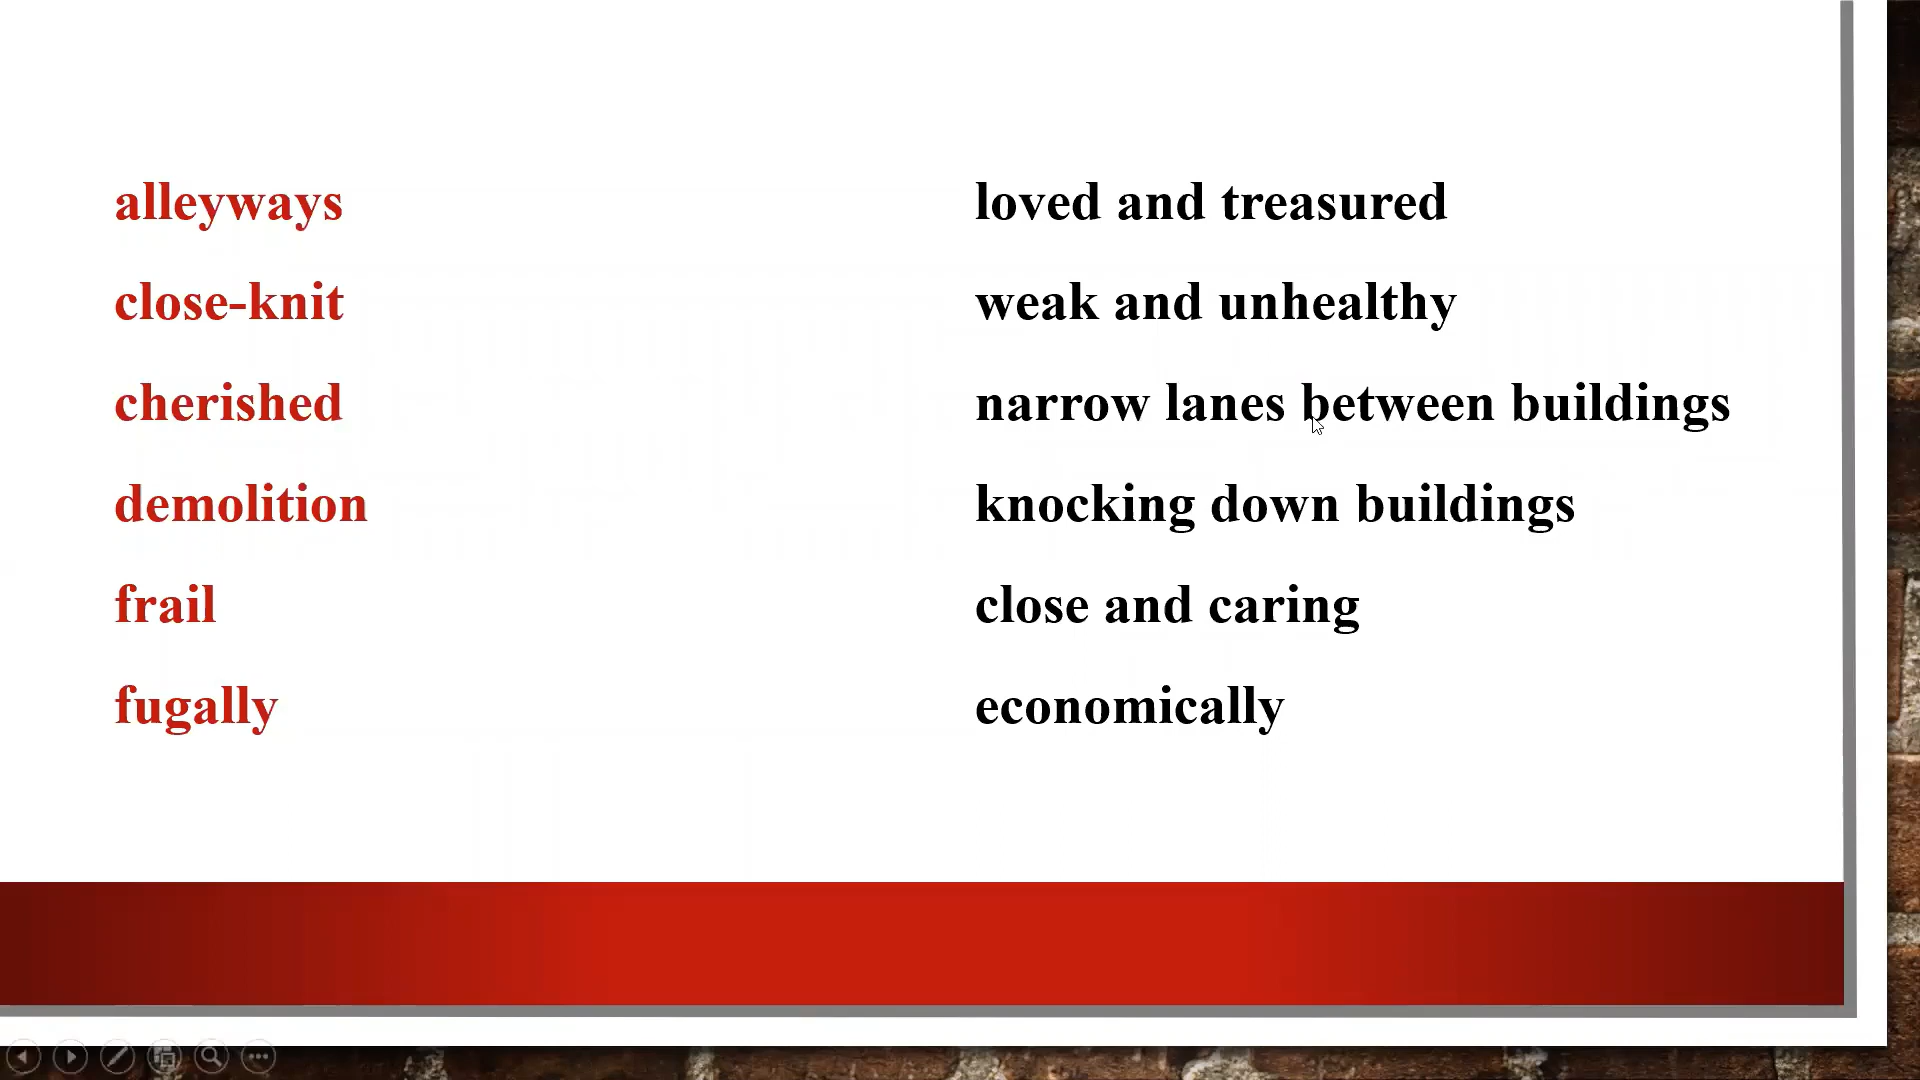 alleyways
close-knit
cherished
demolition
frail
fugally
loved and treasured
weak and unhealthy
narrow lanes between buildings
knocking down buildings
close and caring
economically